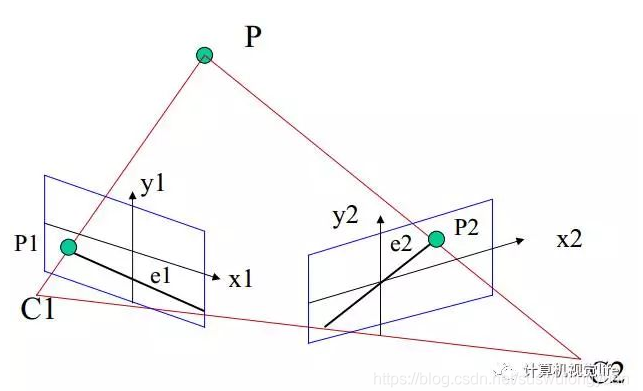 P
y1
P1
e1
x1
C1
y2
e2
P2
x2
C2
计算机视觉life
https://blog.csdn.net/